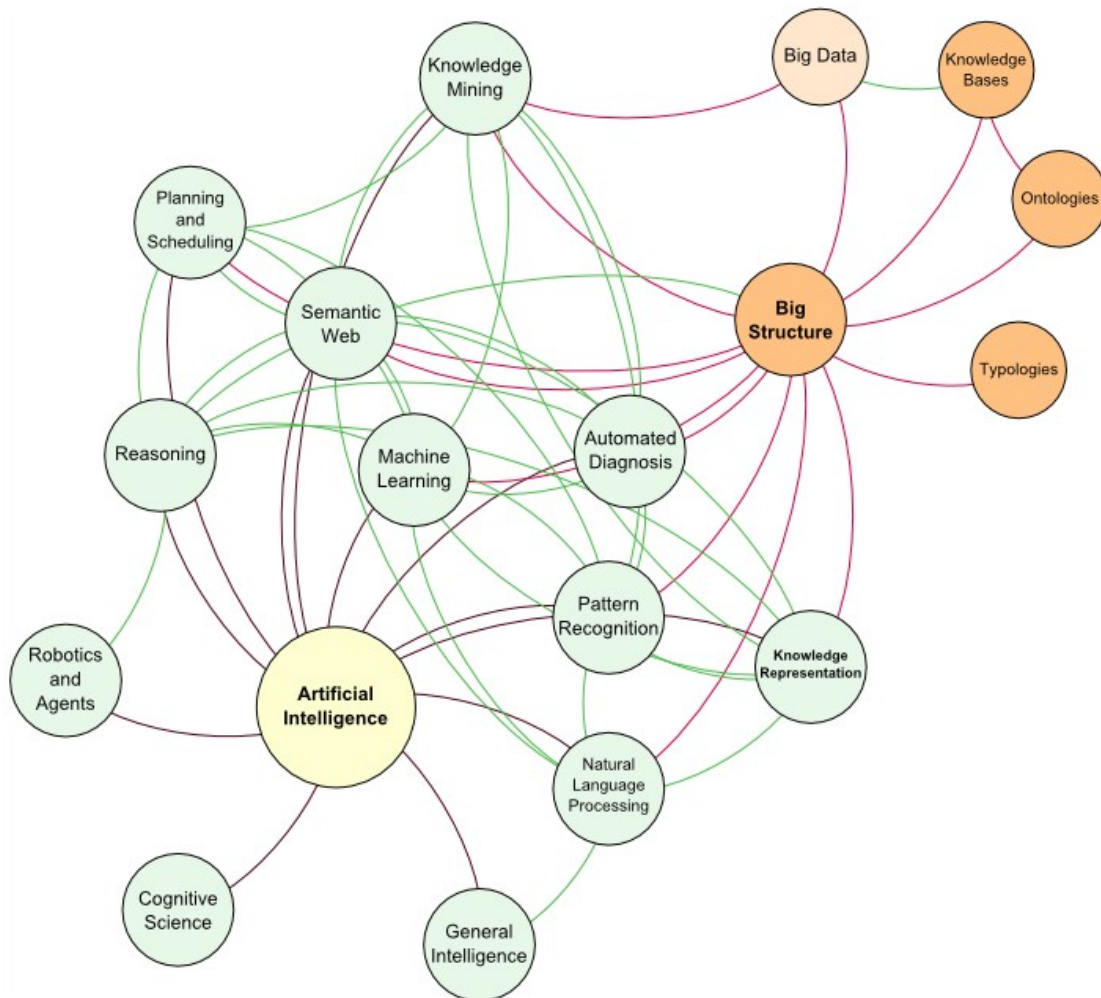 Knowledge
Mining
Big Data
Knowledge
Bases
Planning
and
Scheduling
Ontologies
Semantic
Web
Big
Structure
Typologies
Reasoning
Machine
Learning
Automated
Diagnosis
Pattern
Recognition
Knowledge
Representation
Robotics
and
Agents
Artificial
Intelligence
Natural
Language
Processing
Cognitive
Science
General
Intelligence